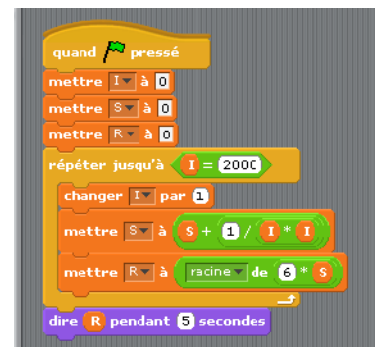 quand pressé
mettre I à 0
mettre S à 0
mettre R à 0
répéter jusqu'à I = 2000
changer I par 1
mettre S à S + 1 / I * I
mettre R à racine de 6 * S
dire R pendant 5 secondes